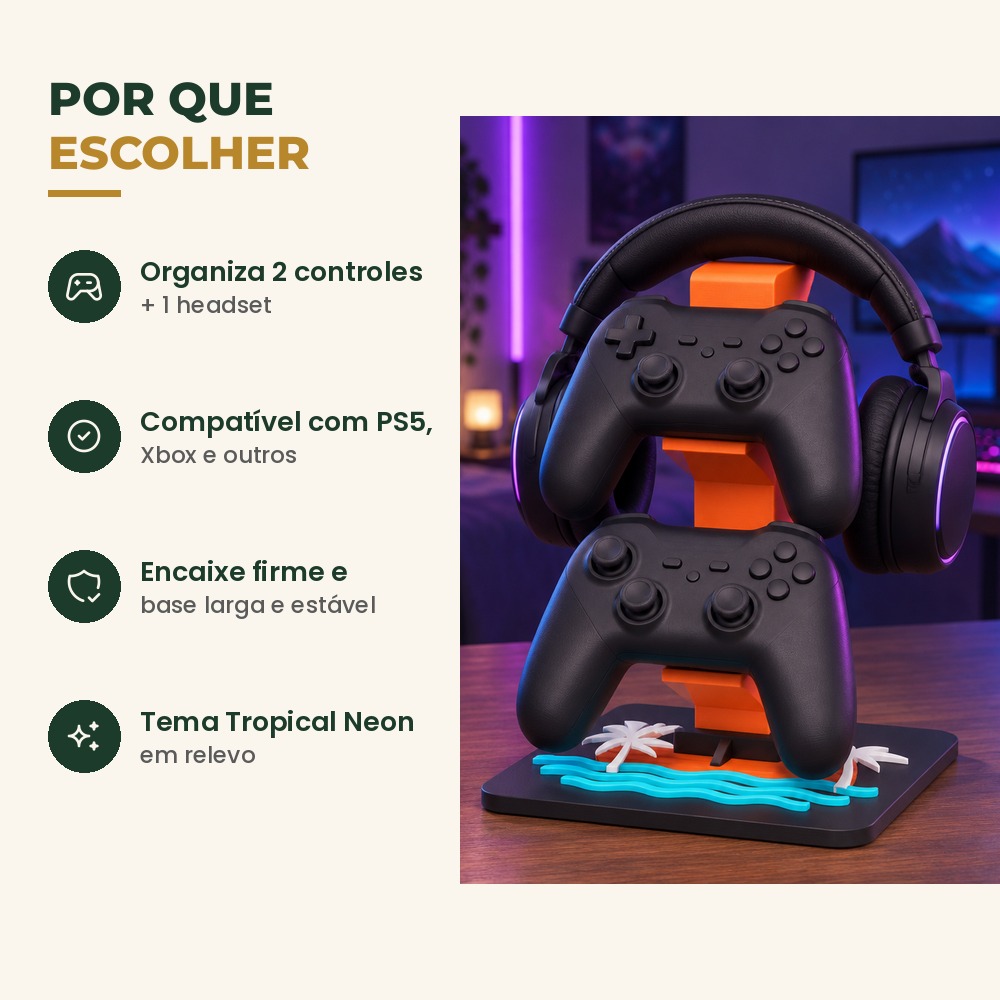 POR QUE
ESCOLHER
Organiza 2 controles
+ 1 headset
Compatível com PS5,
Xbox e outros
Encaixe firme e
base larga e estável
Tema Tropical Neon
em relevo